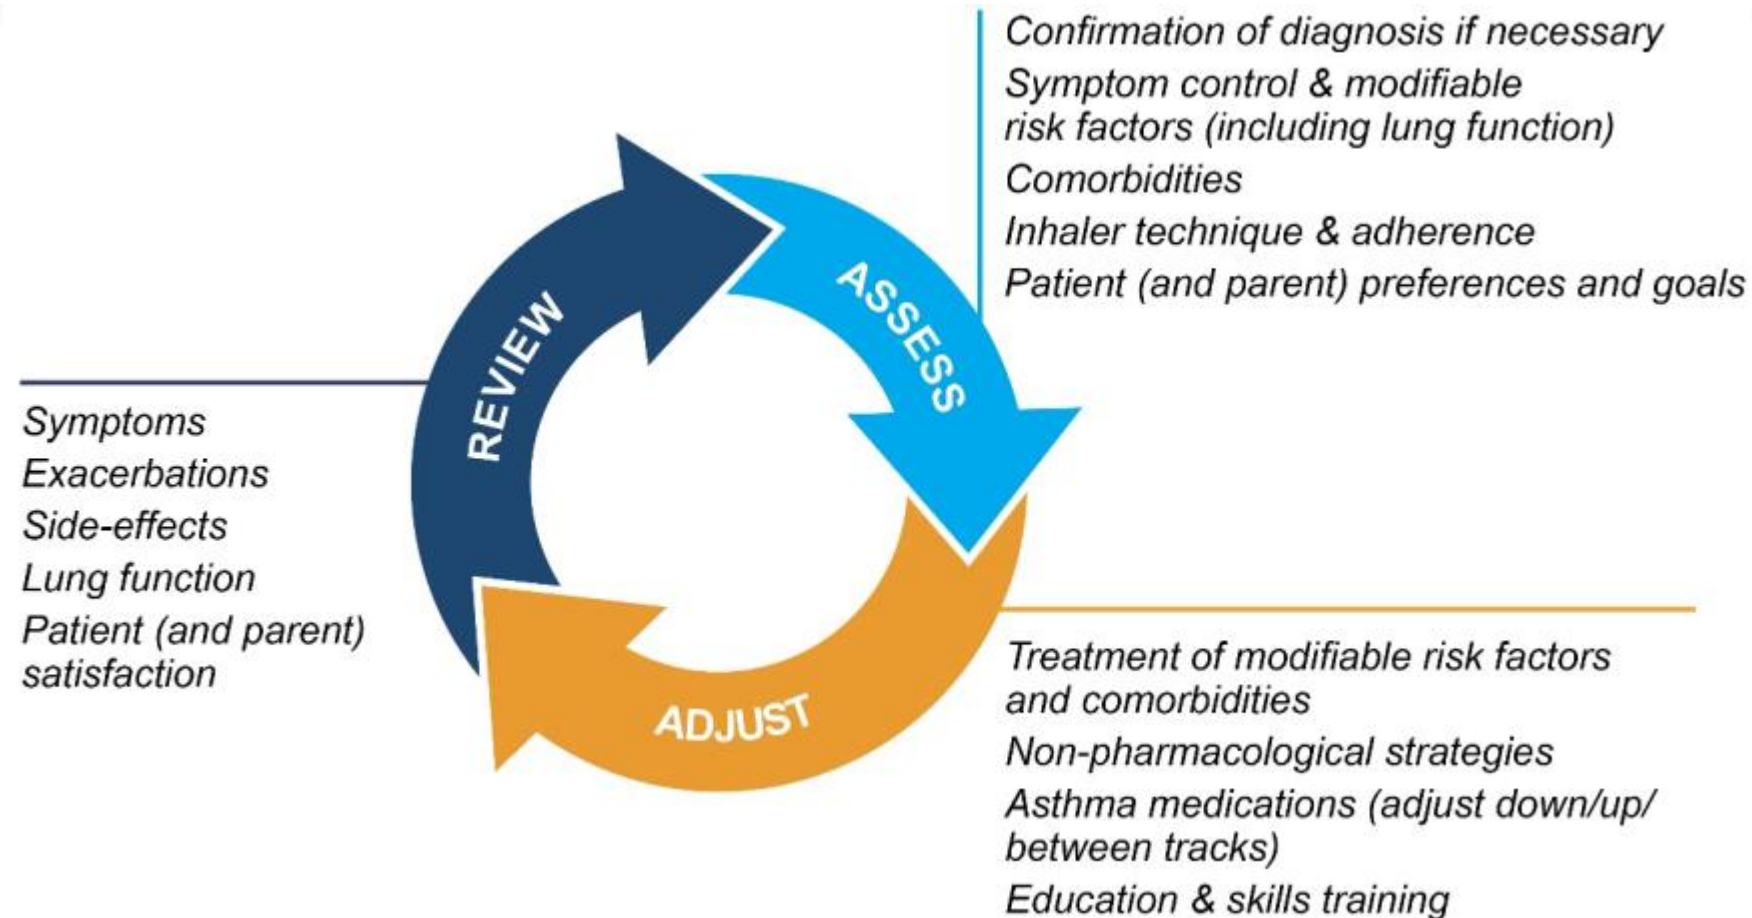 Confirmation of diagnosis if necessary
Symptom control & modifiable
risk factors (including lung function)
Comorbidities
Inhaler technique & adherence
Patient (and parent) preferences and goals
ASSESS
REVIEW
Symptoms
Exacerbations
Side-effects
Lung function
Patient (and parent)
satisfaction
ADJUST
Treatment of modifiable risk factors
and comorbidities
Non-pharmacological strategies
Asthma medications (adjust down/up/
between tracks)
Education & skills training